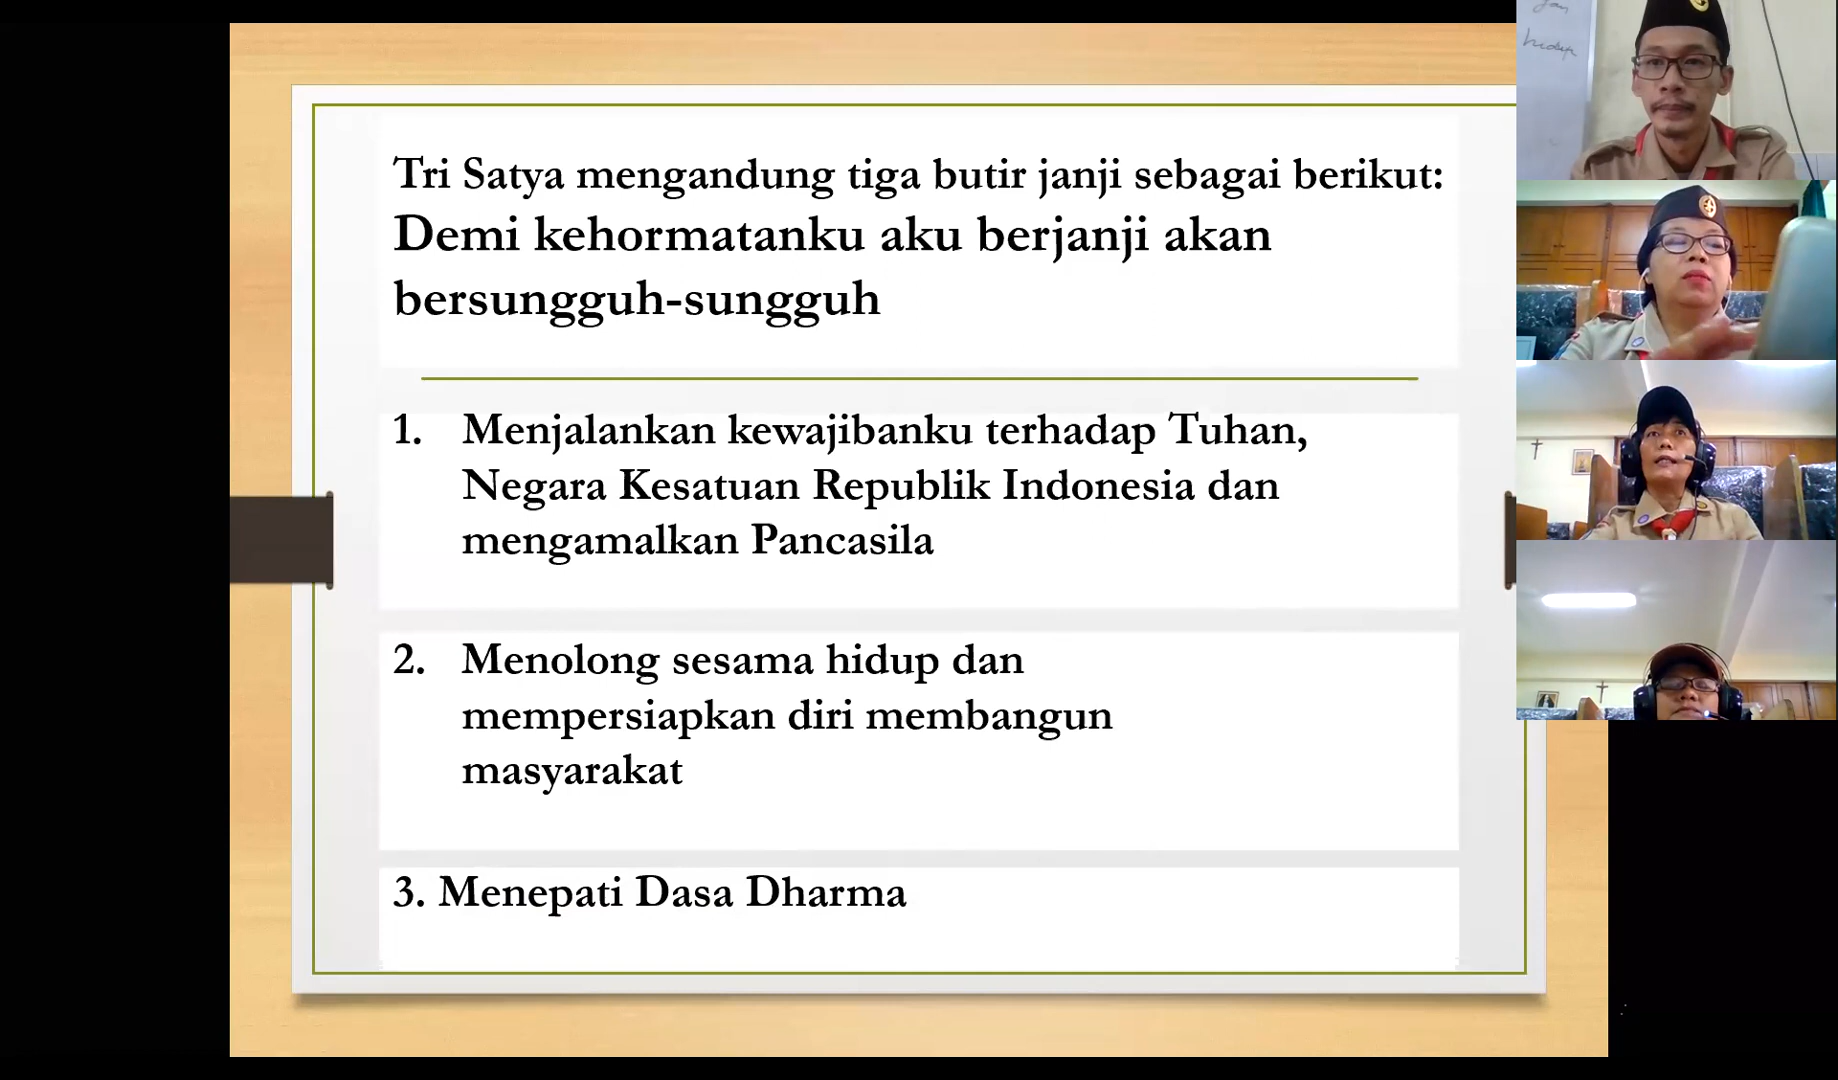 Tri Satya mengandung tiga butir janji sebagai berikut:
Demi kehormatanku aku berjanji akan
bersungguh-sungguh
1. Menjalankan kewajibanku terhadap Tuhan,
Negara Kesatuan Republik Indonesia dan
mengamalkan Pancasila
2. Menolong sesama hidup dan
mempersiapkan diri membangun
masyarakat
3. Menepati Dasa Dharma
hidup